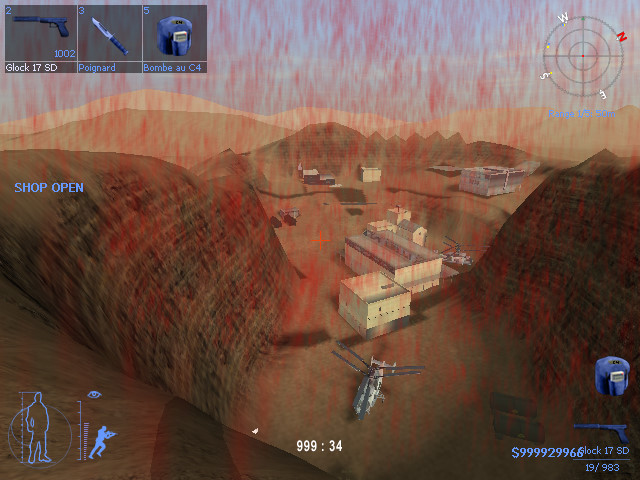 2 3 5
1002
Glock 17 SD Poignard Bombe au C4
W N S E
SHOP OPEN
999 : 34
$999929966
Glock 17 SD
19/ 983